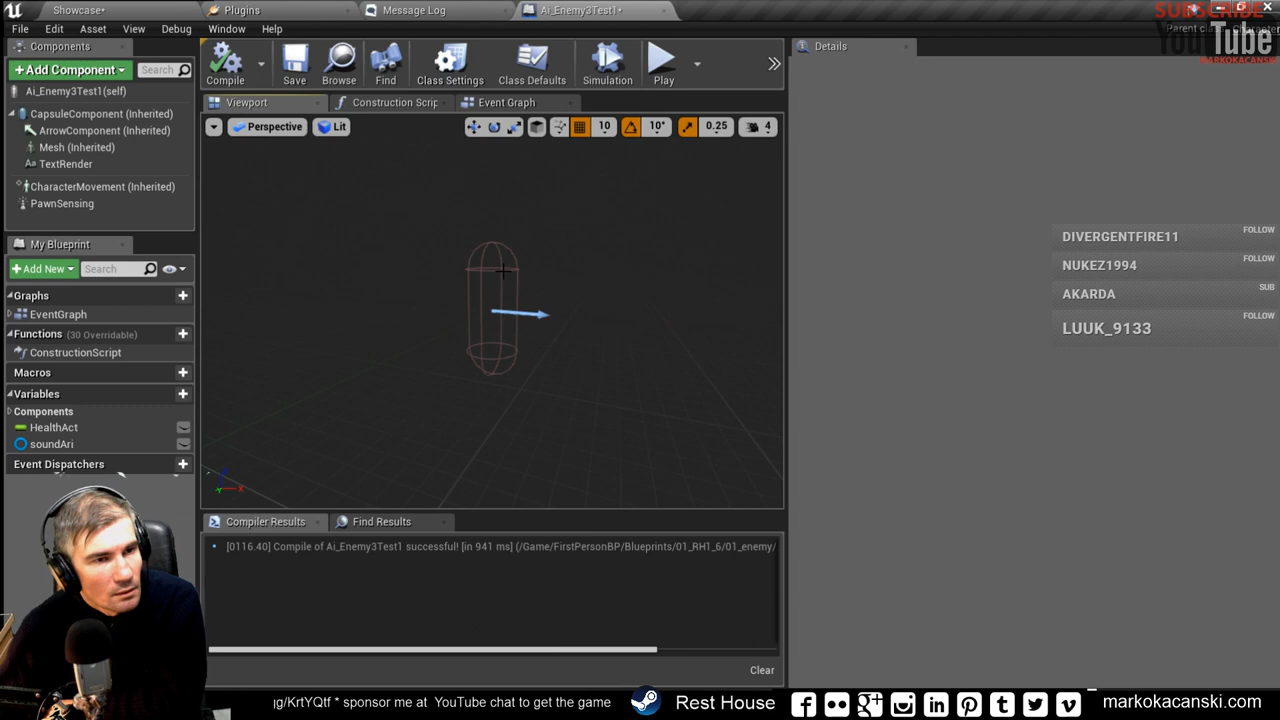 Showcase•
Plugins
Message Log
Ai_Enemy3Test1•
SUBSCRIBE
File Edit Asset View Debug Window Help
Parent class: Character
YouTube
MARKOKACANSKI
Components
Compile
Save
Browse
Find
Class Settings
Class Defaults
Simulation
Play
Details
+Add Component
Search
Ai_Enemy3Test1(self)
CapsuleComponent (Inherited)
ArrowComponent (Inherited)
Mesh (Inherited)
TextRender
CharacterMovement (Inherited)
PawnSensing
Viewport
Construction Scrip
Event Graph
Perspective
Lit
10
10°
0.25
4
My Blueprint
+Add New
Search
Graphs
EventGraph
Functions (30 Overridable)
ConstructionScript
Macros
Variables
Components
HealthAct
soundAri
Event Dispatchers
DIVERGENTFIRE11 FOLLOW
NUKEZ1994 FOLLOW
AKARDA SUB
LUUK_9133 FOLLOW
Compiler Results
Find Results
[0116.40] Compile of Ai_Enemy3Test1 successful! [in 941 ms] (/Game/FirstPersonBP/Blueprints/01_RH1_6/01_enemy/
Clear
g/KrtYQtf * sponsor me at YouTube chat to get the game
Rest House
markokacanski.com